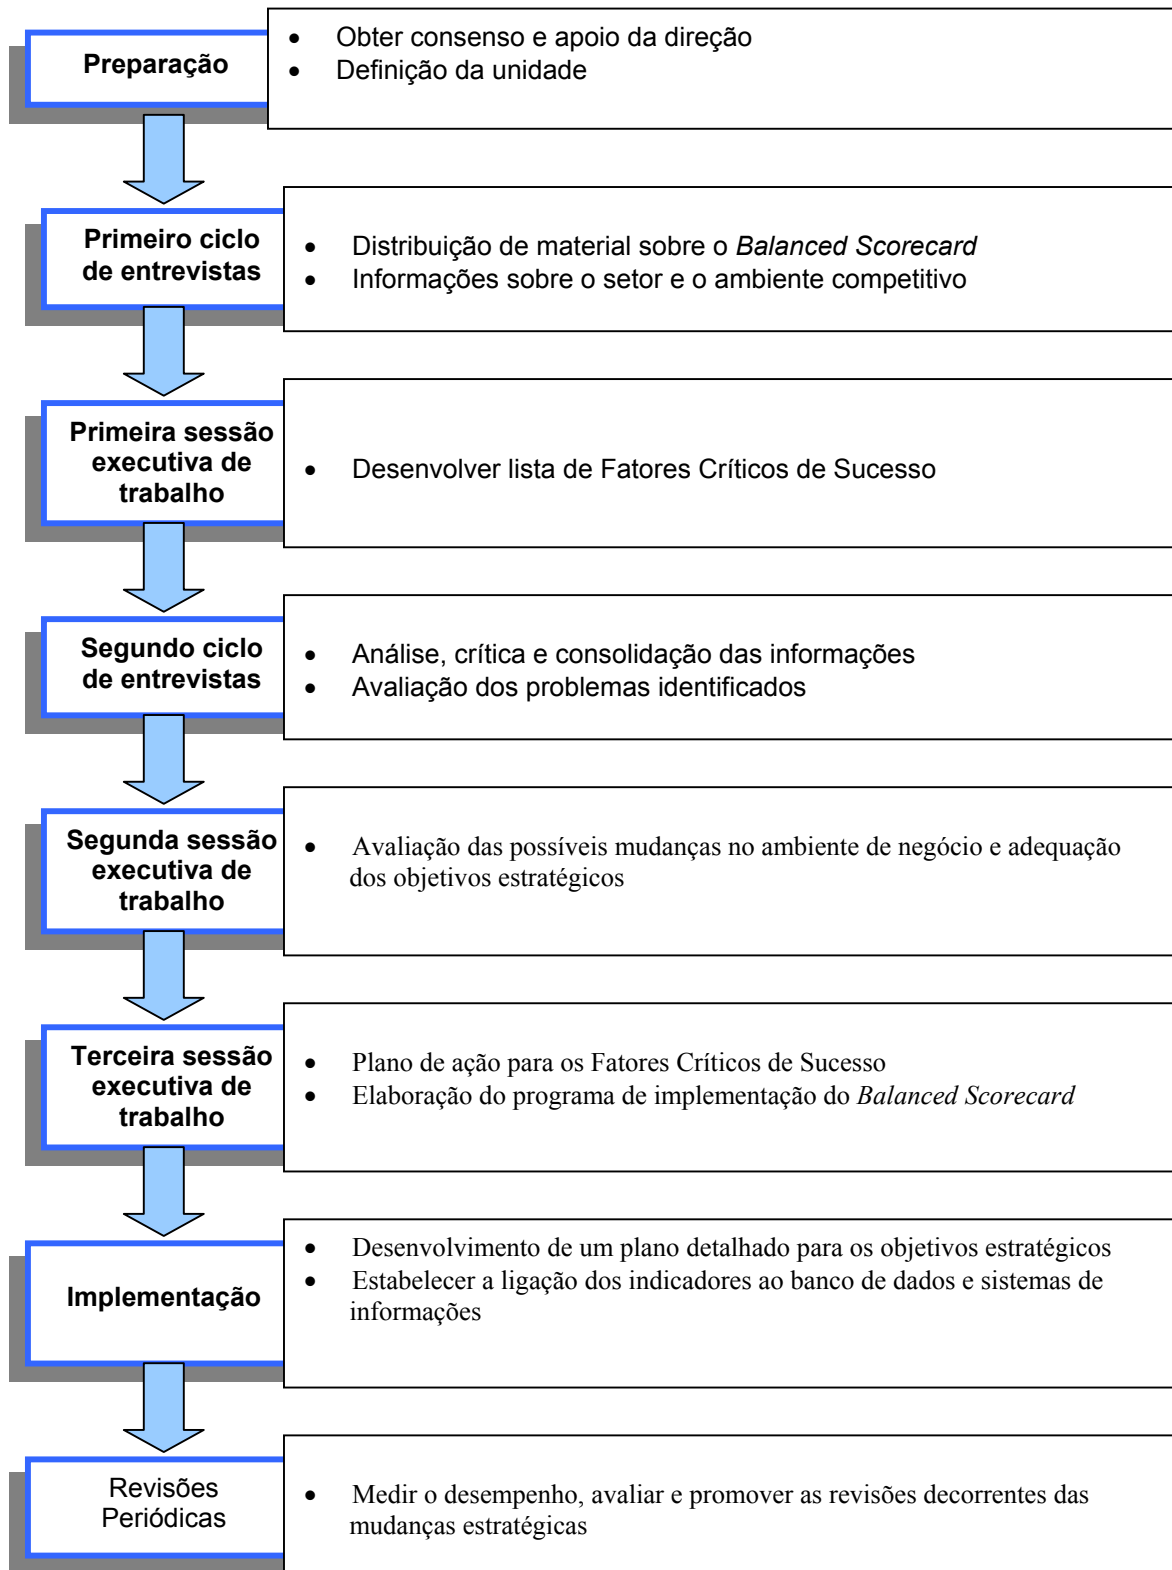 Preparação
• Obter consenso e apoio da direção
• Definição da unidade
Primeiro ciclo
de entrevistas
• Distribuição de material sobre o Balanced Scorecard
• Informações sobre o setor e o ambiente competitivo
Primeira sessão
executiva de
trabalho
• Desenvolver lista de Fatores Críticos de Sucesso
Segundo ciclo
de entrevistas
• Análise, crítica e consolidação das informações
• Avaliação dos problemas identificados
Segunda sessão
executiva de
trabalho
• Avaliação das possíveis mudanças no ambiente de negócio e adequação
dos objetivos estratégicos
Terceira sessão
executiva de
trabalho
• Plano de ação para os Fatores Críticos de Sucesso
• Elaboração do programa de implementação do Balanced Scorecard
Implementação
• Desenvolvimento de um plano detalhado para os objetivos estratégicos
• Estabelecer a ligação dos indicadores ao banco de dados e sistemas de
informações
Revisões
Periódicas
• Medir o desempenho, avaliar e promover as revisões decorrentes das
mudanças estratégicas